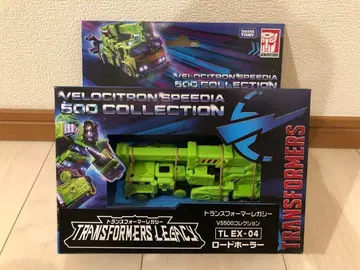 TAKARA TOMY
TRANSFORMERS
VELOCITRON SPEEDIA
500 COLLECTION
VELOCITRON SPEEDIA
500 COLLECTION
TRANSFORMERS
トランスフォーマーレガシー
TRANSFORMERS LEGACY
トランスフォーマーレガシー
VS500コレクション
TL EX-04
ロードホーラー